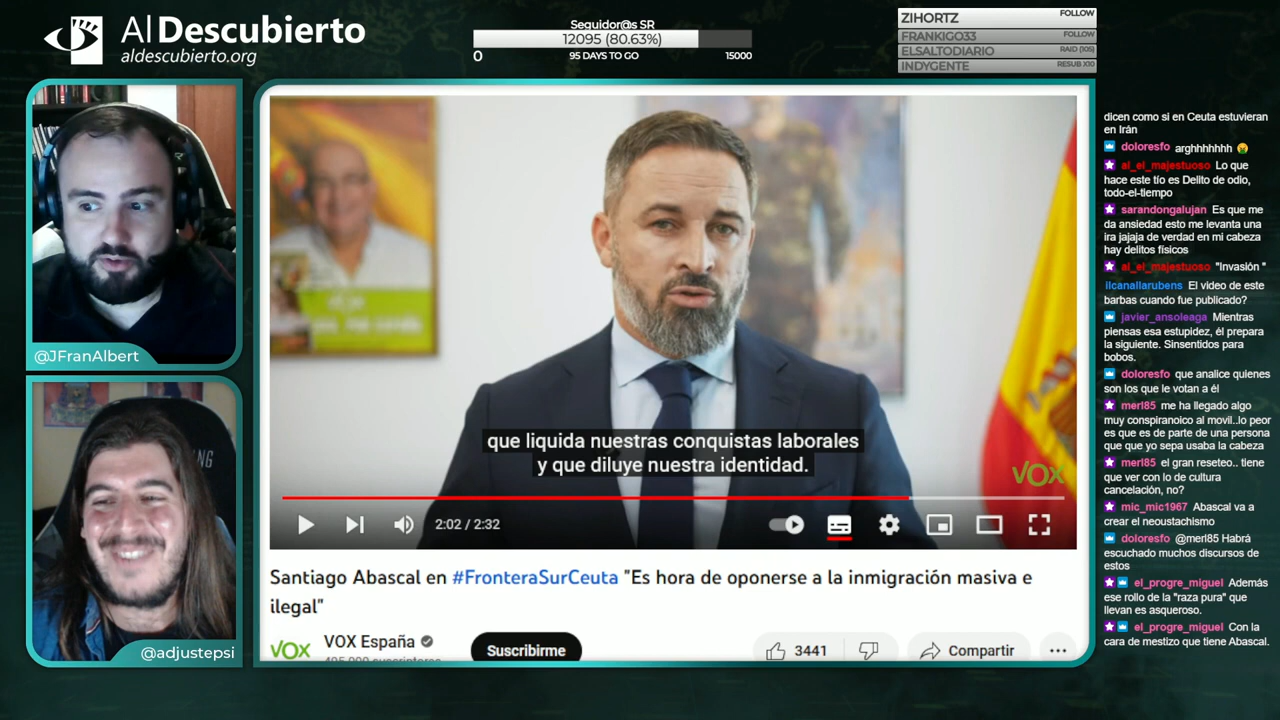 Al Descubierto
aldescubierto.org
Seguidor@s SR
12095 (80.63%)
0
95 DAYS TO GO
15000
ZIHORTZ FOLLOW
FRANKIGO33 FOLLOW
ELSALTODIARIO RAID (105)
INDYGENTE RESUB X10
@JFranAlbert
NG
@adjustepsi
que liquida nuestras conquistas laborales
y que diluye nuestra identidad.
VOX
2:02 / 2:32
Santiago Abascal en #FronteraSurCeuta "Es hora de oponerse a la inmigración masiva e
ilegal"
VOX
VOX España
Suscribirme
3441
Compartir
dicen como si en Ceuta estuvieran
en Irán
doloresfo arghhhhhhh
al_el_majestuoso Lo que
hace este tío es Delito de odio,
todo-el-tiempo
sarandongalujan Es que me
da ansiedad esto me levanta una
ira jajaja de verdad en mi cabeza
hay delitos físicos
al_el_majestuoso "Invasión "
ilcanallarubens El video de este
barbas cuando fue publicado?
javier_ansoleaga Mientras
piensas esa estupidez, él prepara
la siguiente. Sinsentidos para
bobos.
doloresfo que analice quienes
son los que le votan a él
merl85 me ha llegado algo
muy conspiranoico al movil..lo peor
es que es de parte de una persona
que que yo sepa usaba la cabeza
merl85 el gran reseteo.. tiene
que ver con lo de cultura
cancelación, no?
mic_mic1967 Abascal va a
crear el neoustachismo
doloresfo @merl85 Habrá
escuchado muchos discursos de
estos
el_progre_miguel Además
ese rollo de la "raza pura" que
llevan es asqueroso.
el_progre_miguel Con la
cara de mestizo que tiene Abascal.